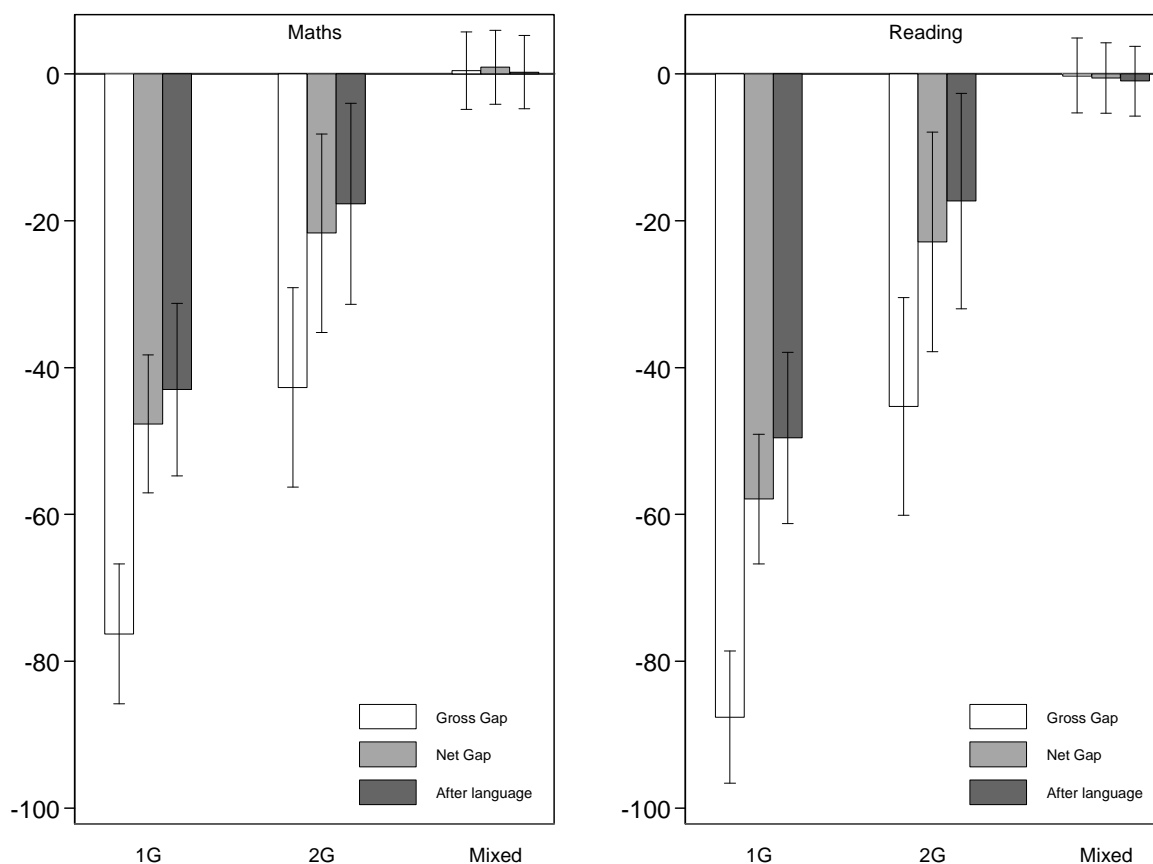 Maths
0
-20
-40
-60
-80
-100
Gross Gap
Net Gap
After language
1G 2G Mixed
Reading
0
-20
-40
-60
-80
-100
Gross Gap
Net Gap
After language
1G 2G Mixed